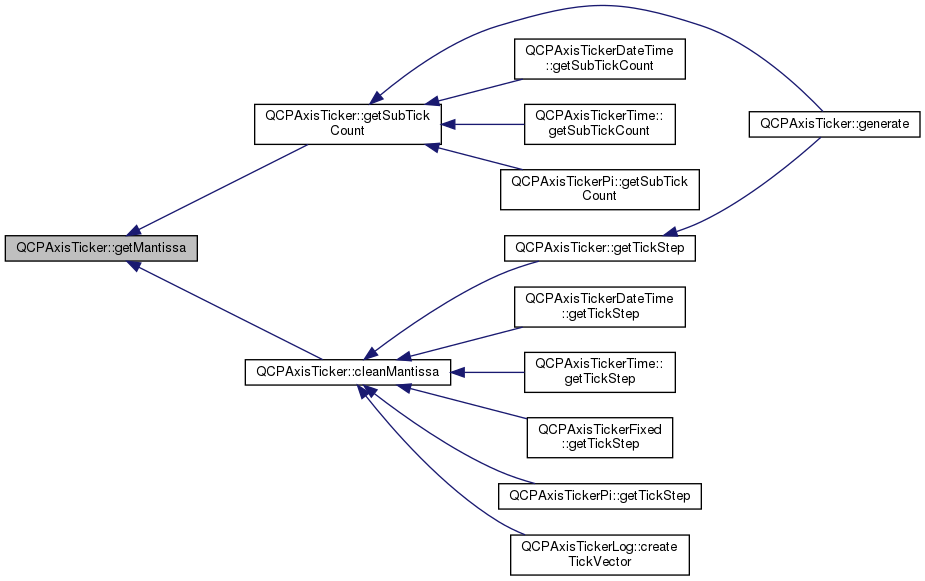 QCPAxisTicker::getMantissa
QCPAxisTicker::getSubTick
Count
QCPAxisTickerDateTime
::getSubTickCount
QCPAxisTickerTime::
getSubTickCount
QCPAxisTickerPi::getSubTick
Count
QCPAxisTicker::generate
QCPAxisTicker::getTickStep
QCPAxisTicker::cleanMantissa
QCPAxisTickerDateTime
::getTickStep
QCPAxisTickerTime::
getTickStep
QCPAxisTickerFixed
::getTickStep
QCPAxisTickerPi::getTickStep
QCPAxisTickerLog::create
TickVector